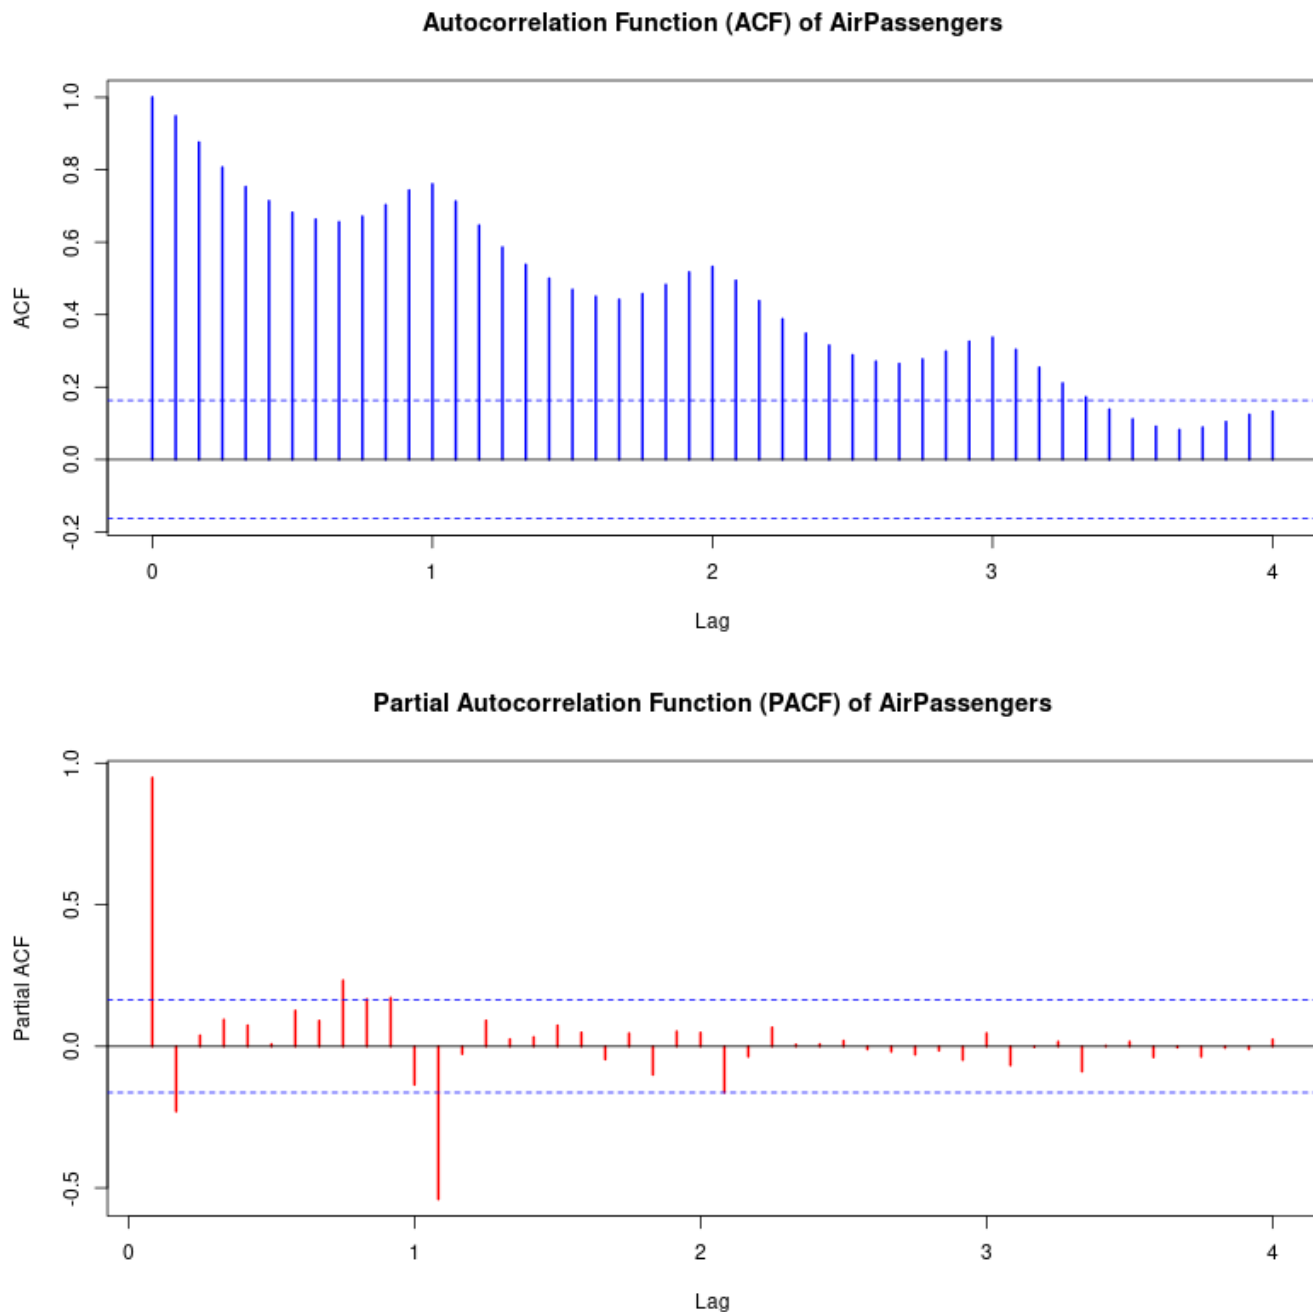 Autocorrelation Function (ACF) of AirPassengers
ACF
1.0
0.8
0.6
0.4
0.2
0.0
-0.2
0 1 2 3 4
Lag
Partial Autocorrelation Function (PACF) of AirPassengers
Partial ACF
1.0
0.5
0.0
-0.5
0 1 2 3 4
Lag